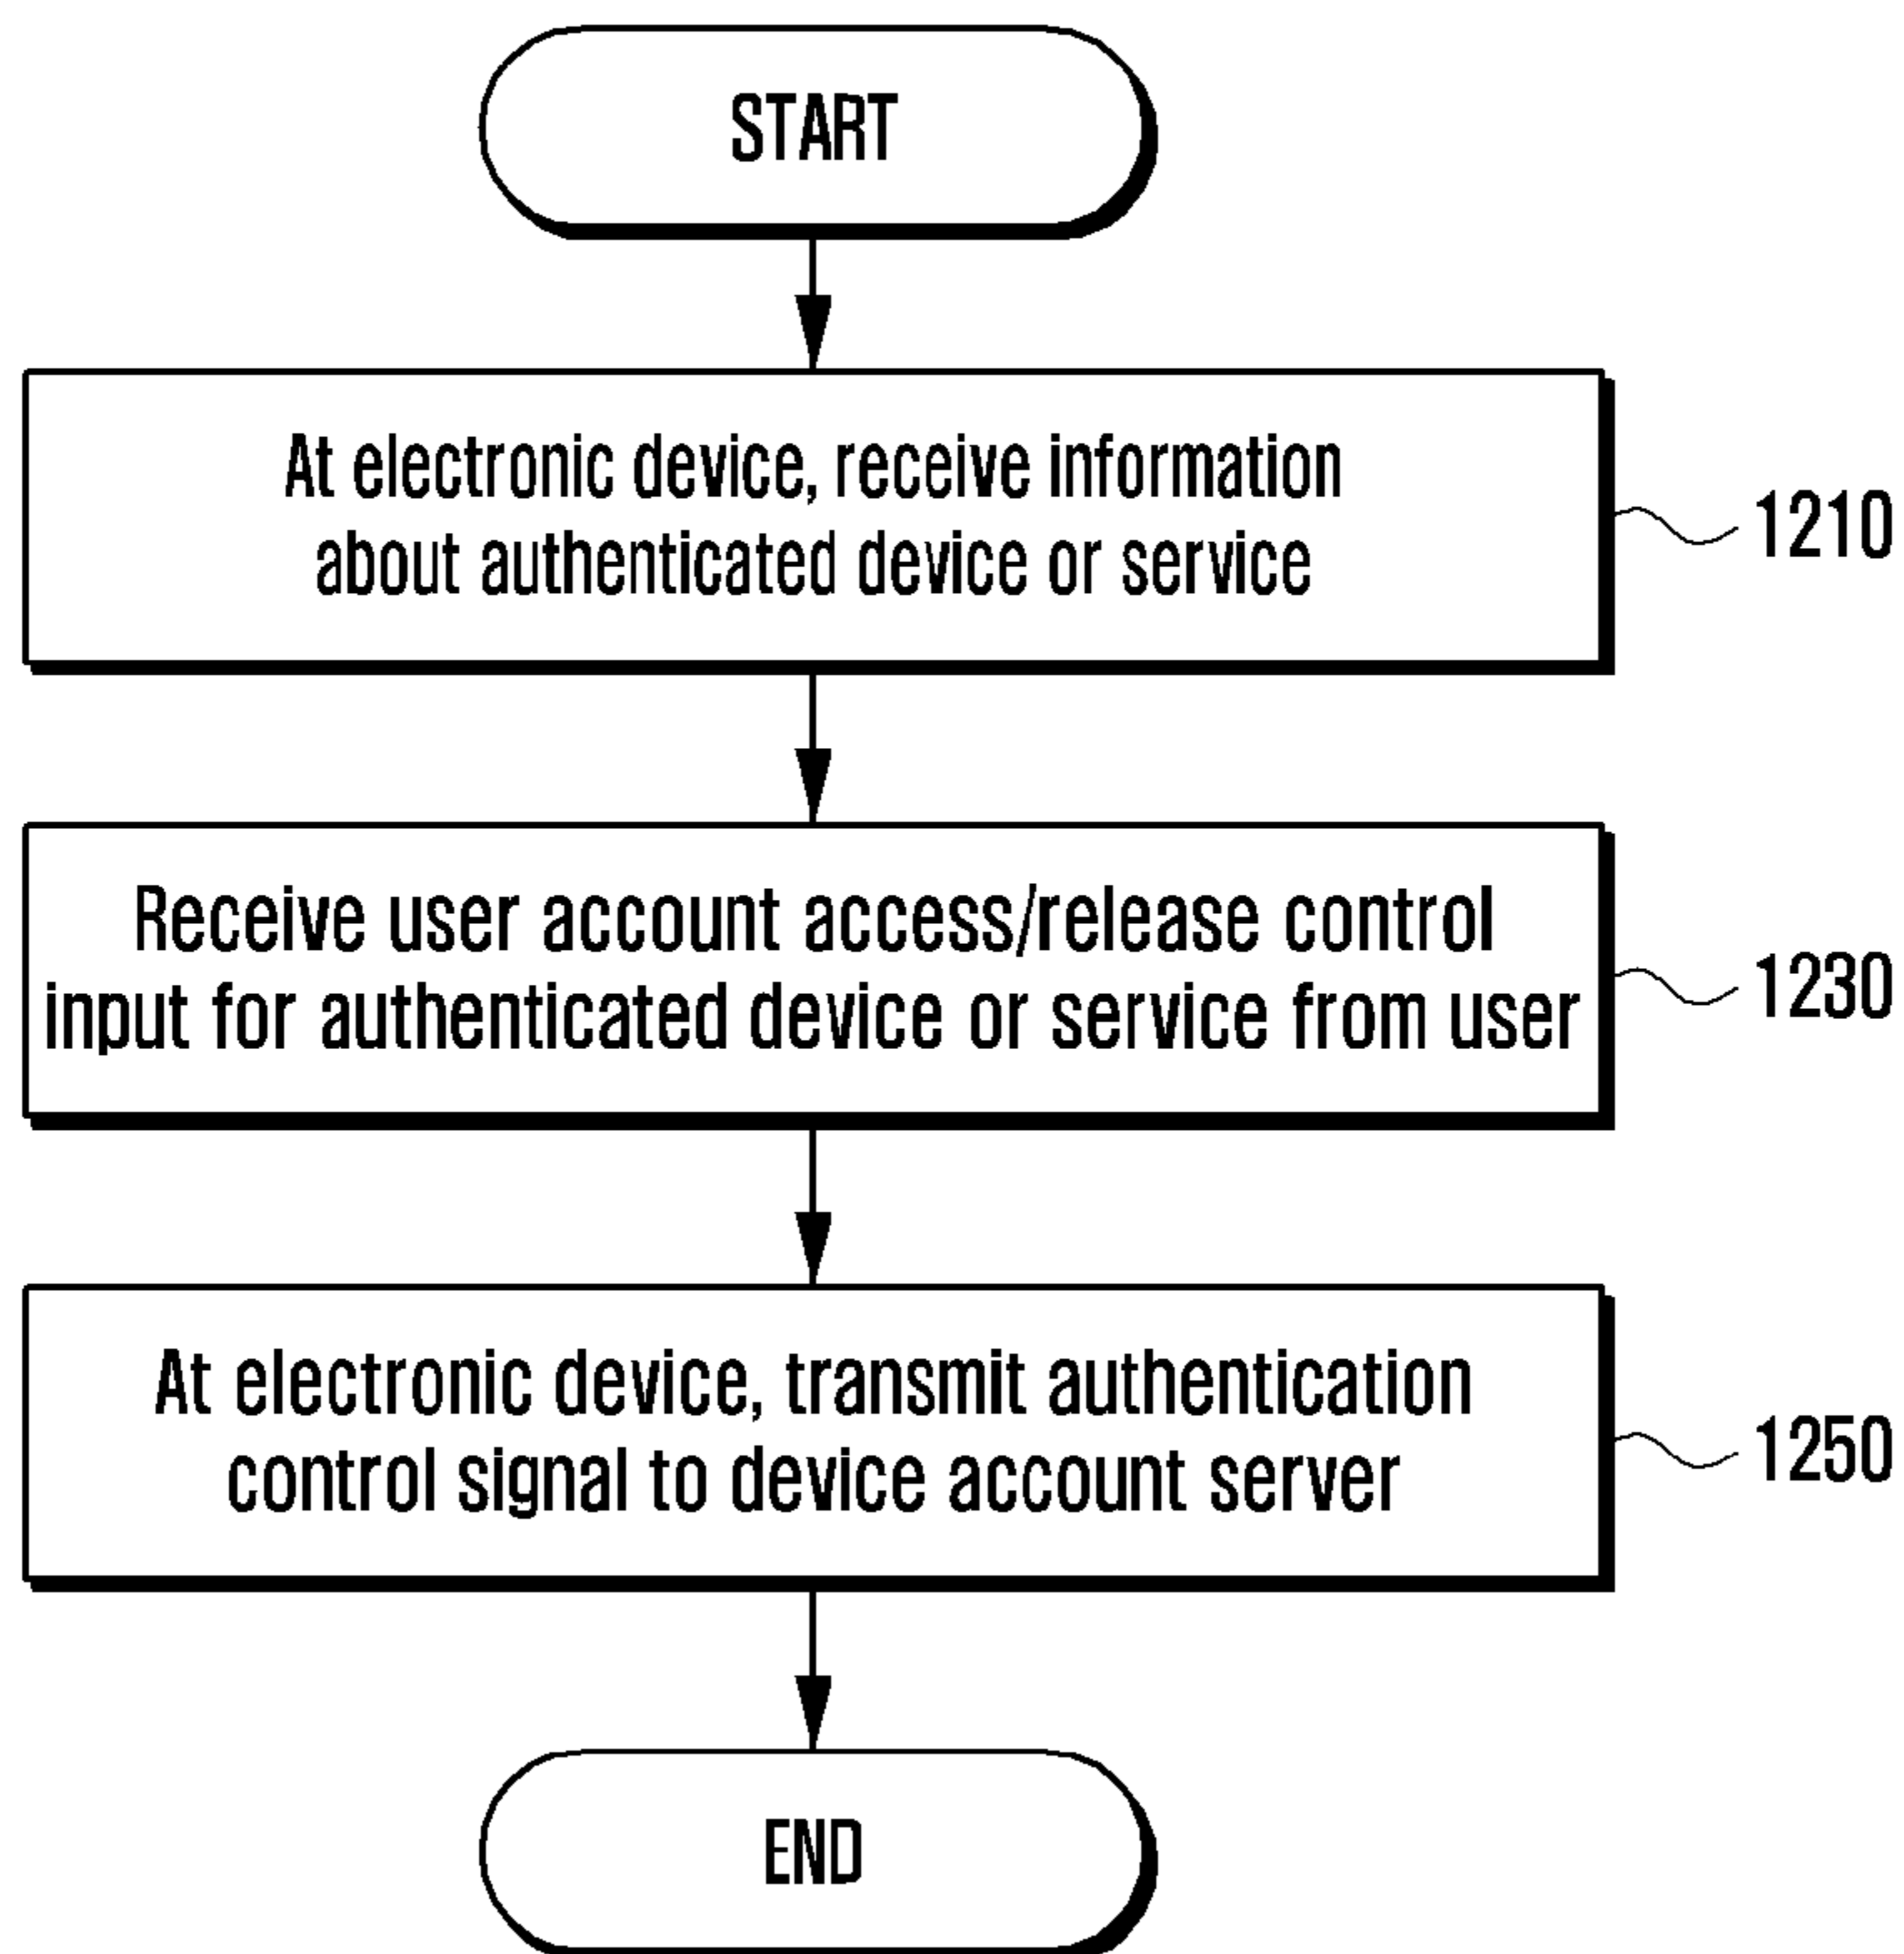 START
At electronic device, receive information
about authenticated device or service
1210
Receive user account access/release control
input for authenticated device or service from user
1230
At electronic device, transmit authentication
control signal to device account server
1250
END